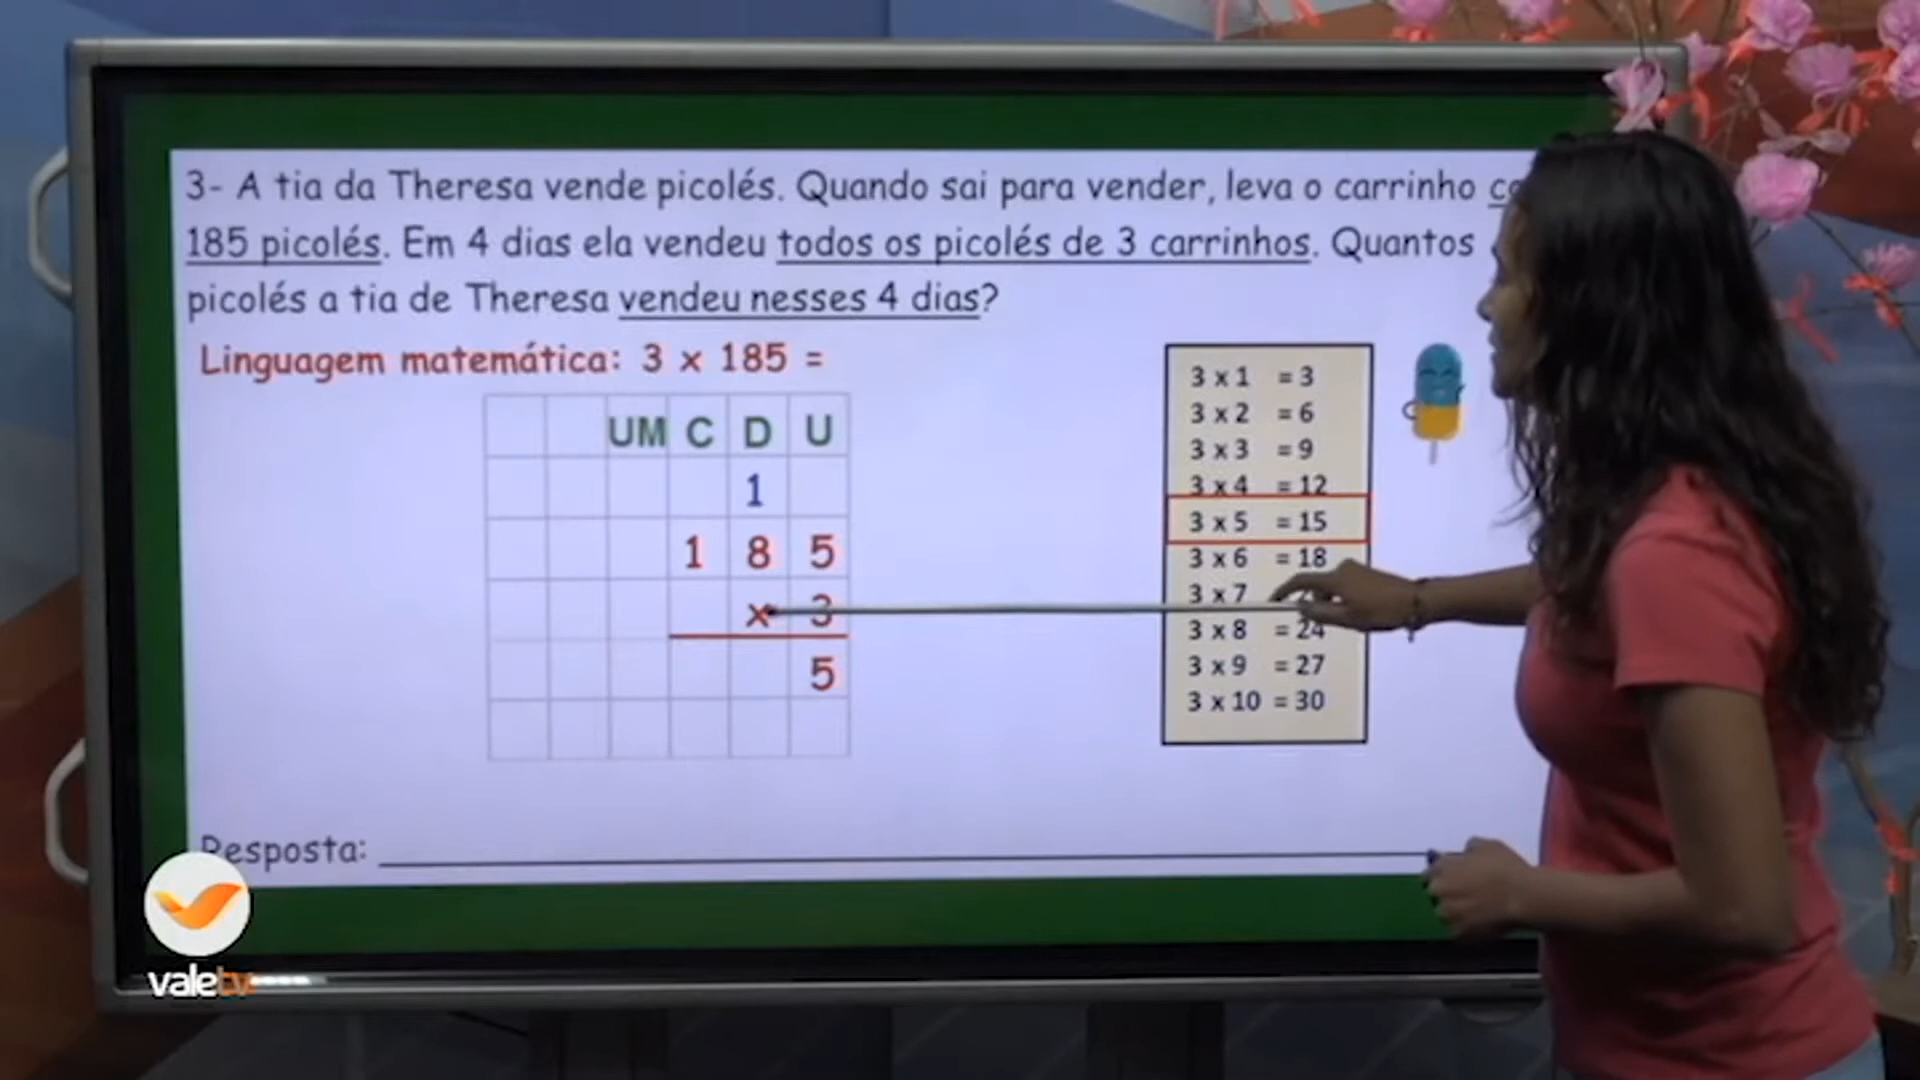 3- A tia da Theresa vende picolés. Quando sai para vender, leva o carrinho
185 picolés. Em 4 dias ela vendeu todos os picolés de 3 carrinhos. Quantos
picolés a tia de Theresa vendeu nesses 4 dias?
Linguagem matemática: 3 x 185 =
UM C D U
1
1 8 5
x 3
5
3 x 1 = 3
3 x 2 = 6
3 x 3 = 9
3 x 4 = 12
3 x 5 = 15
3 x 6 = 18
3 x 7
3 x 8 = 24
3 x 9 = 27
3 x 10 = 30
Resposta:
valetv